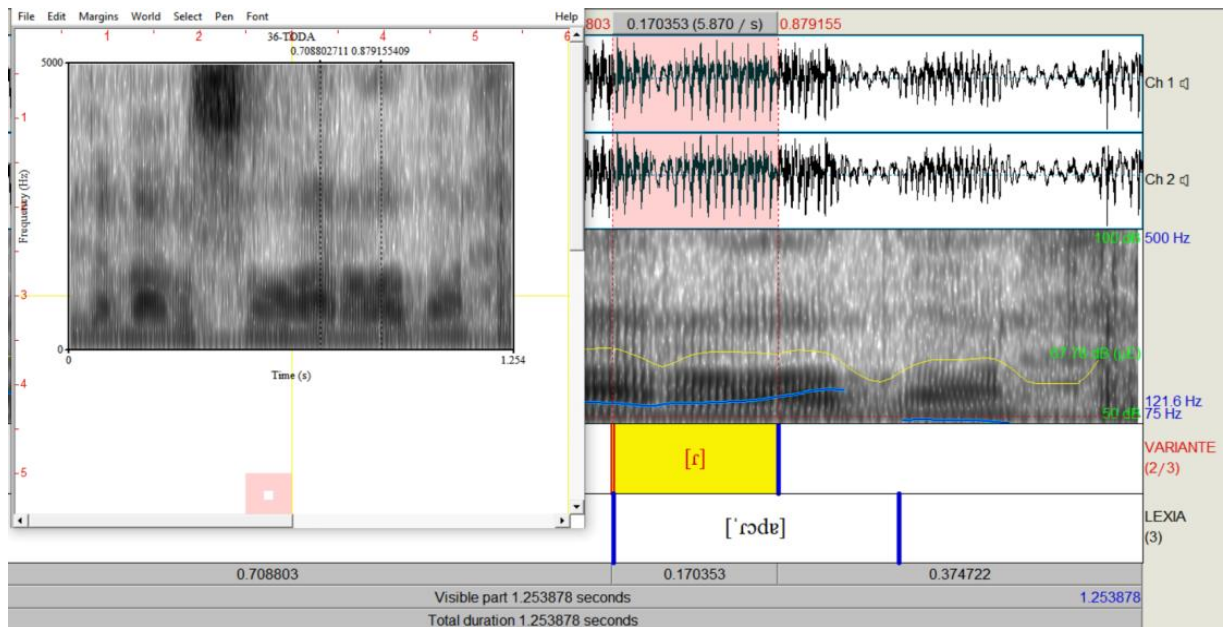 File Edit Margins World Select Pen Font Help
1 2 3 4 5 6
36-TODA
0.708802711 0.879155409
5000
Frequency (Hz)
0
0 1.254
Time (s)
-1
-3
-4
-5
803 0.170353 (5.870 / s) 0.879155
Ch 1
Ch 2
100 dB 500 Hz
121.6 Hz
50 dB 75 Hz
[ɾ]
VARIANTE
(2/3)
LEXIA
(3)
0.708803 0.170353 0.374722
Visible part 1.253878 seconds 1.253878
Total duration 1.253878 seconds